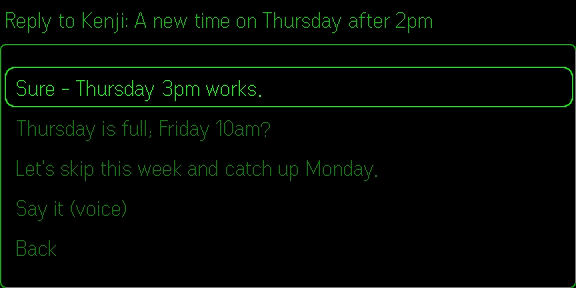 Reply to Kenji: A new time on Thursday after 2pm
Sure - Thursday 3pm works.
Thursday is full; Friday 10am?
Let's skip this week and catch up Monday.
Say it (voice)
Back